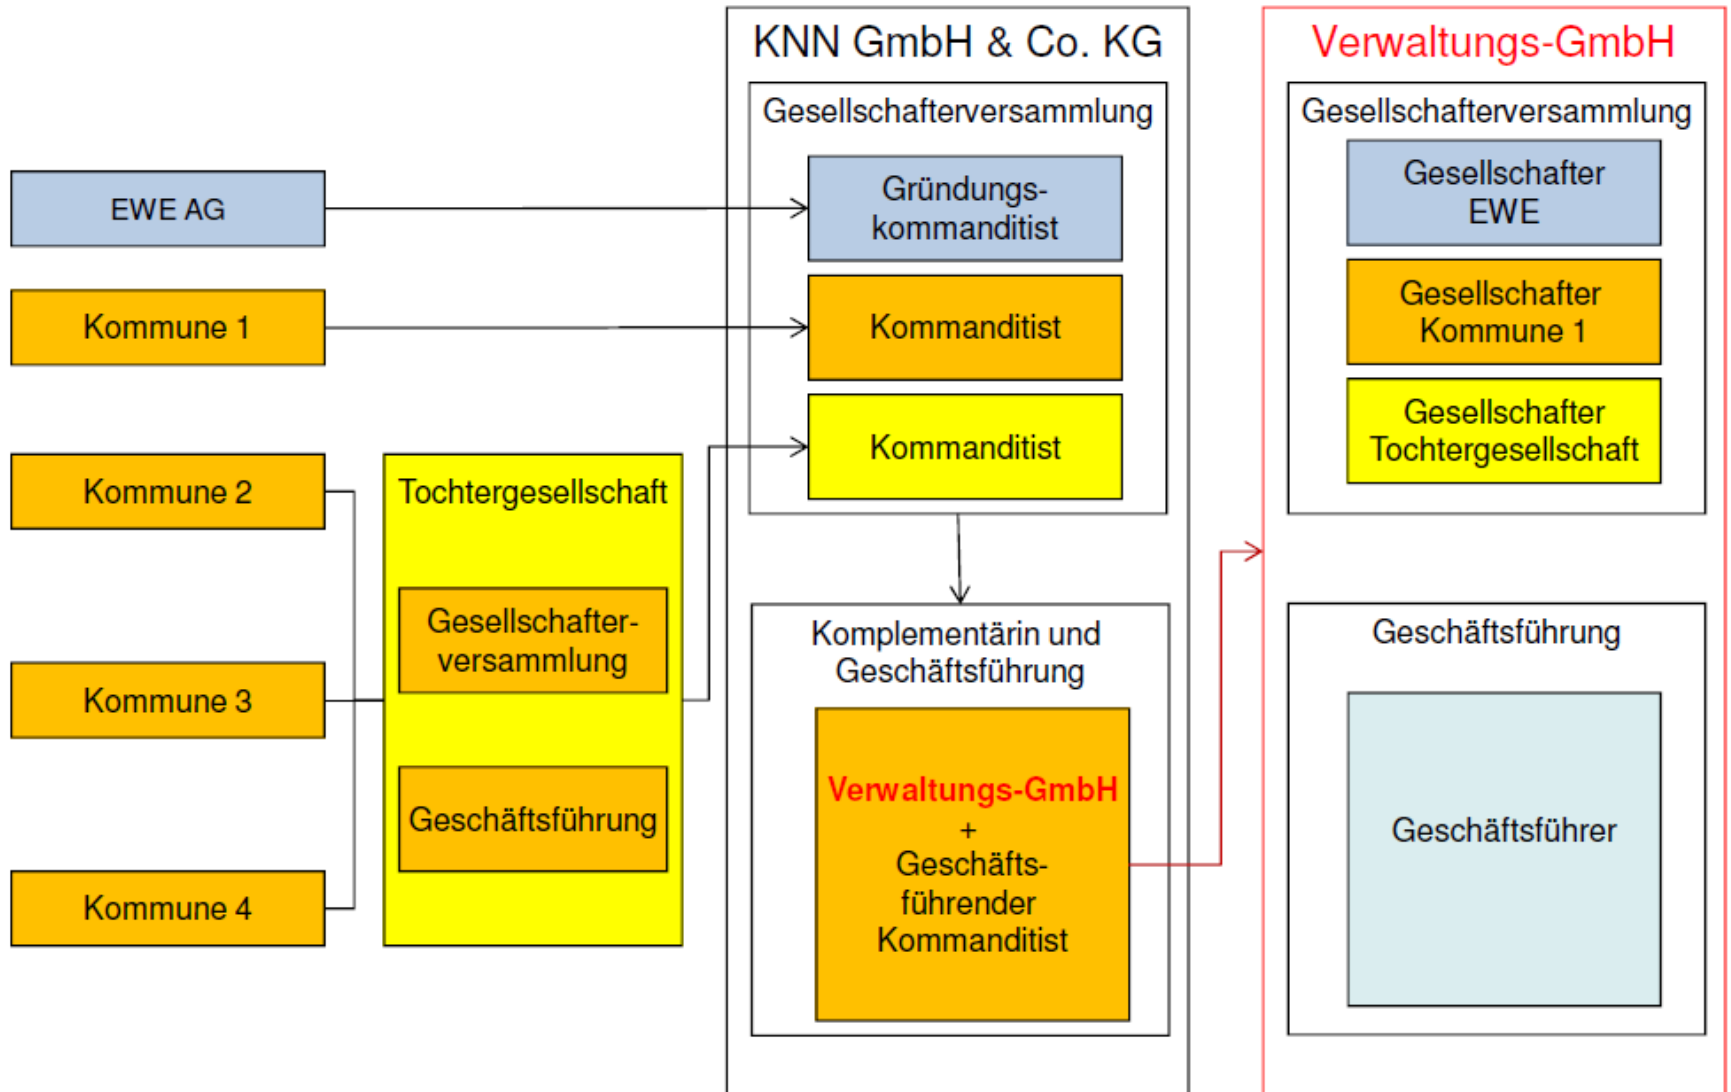 EWE AG
Kommune 1
Kommune 2
Kommune 3
Kommune 4
Tochtergesellschaft
Gesellschafter-
versammlung
Geschäftsführung
KNN GmbH & Co. KG
Gesellschafterversammlung
Gründungs-
kommanditist
Kommanditist
Kommanditist
Komplementärin und
Geschäftsführung
Verwaltungs-GmbH
+
Geschäfts-
führender
Kommanditist
Verwaltungs-GmbH
Gesellschafterversammlung
Gesellschafter
EWE
Gesellschafter
Kommune 1
Gesellschafter
Tochtergesellschaft
Geschäftsführung
Geschäftsführer